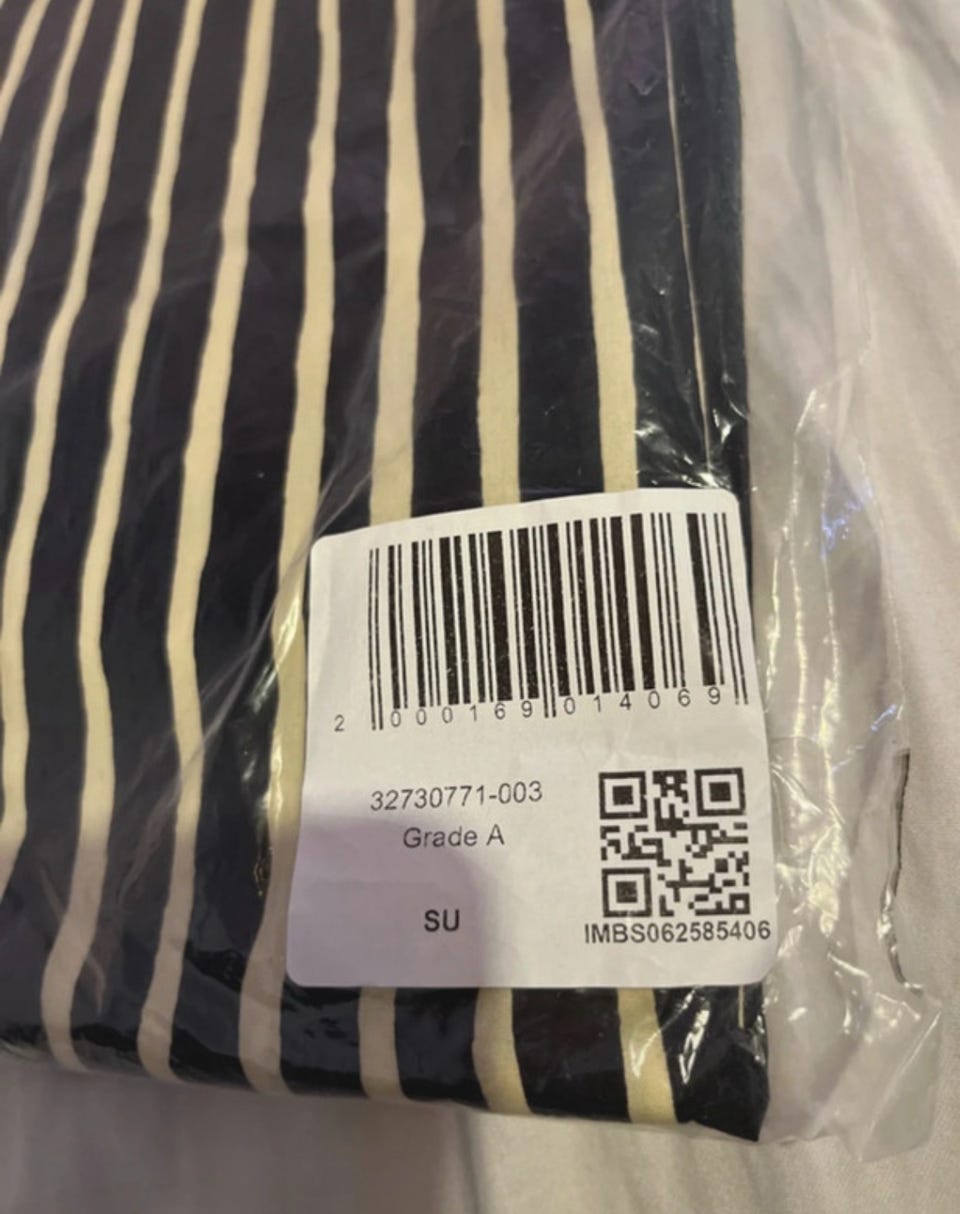 2 000169 014069
32730771-003
Grade A
SU
IMBS062585406